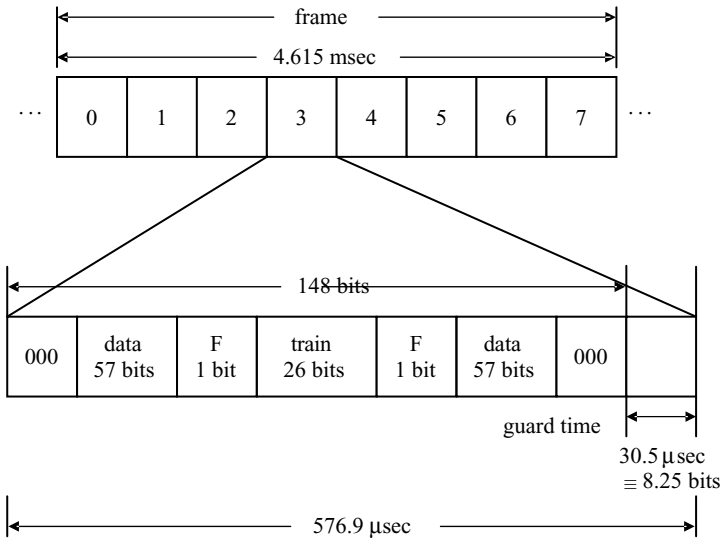 frame
4.615 msec
... 0 1 2 3 4 5 6 7 ...
148 bits
000 data 57 bits F 1 bit train 26 bits F 1 bit data 57 bits 000
guard time
30.5 μsec
≡ 8.25 bits
576.9 μsec